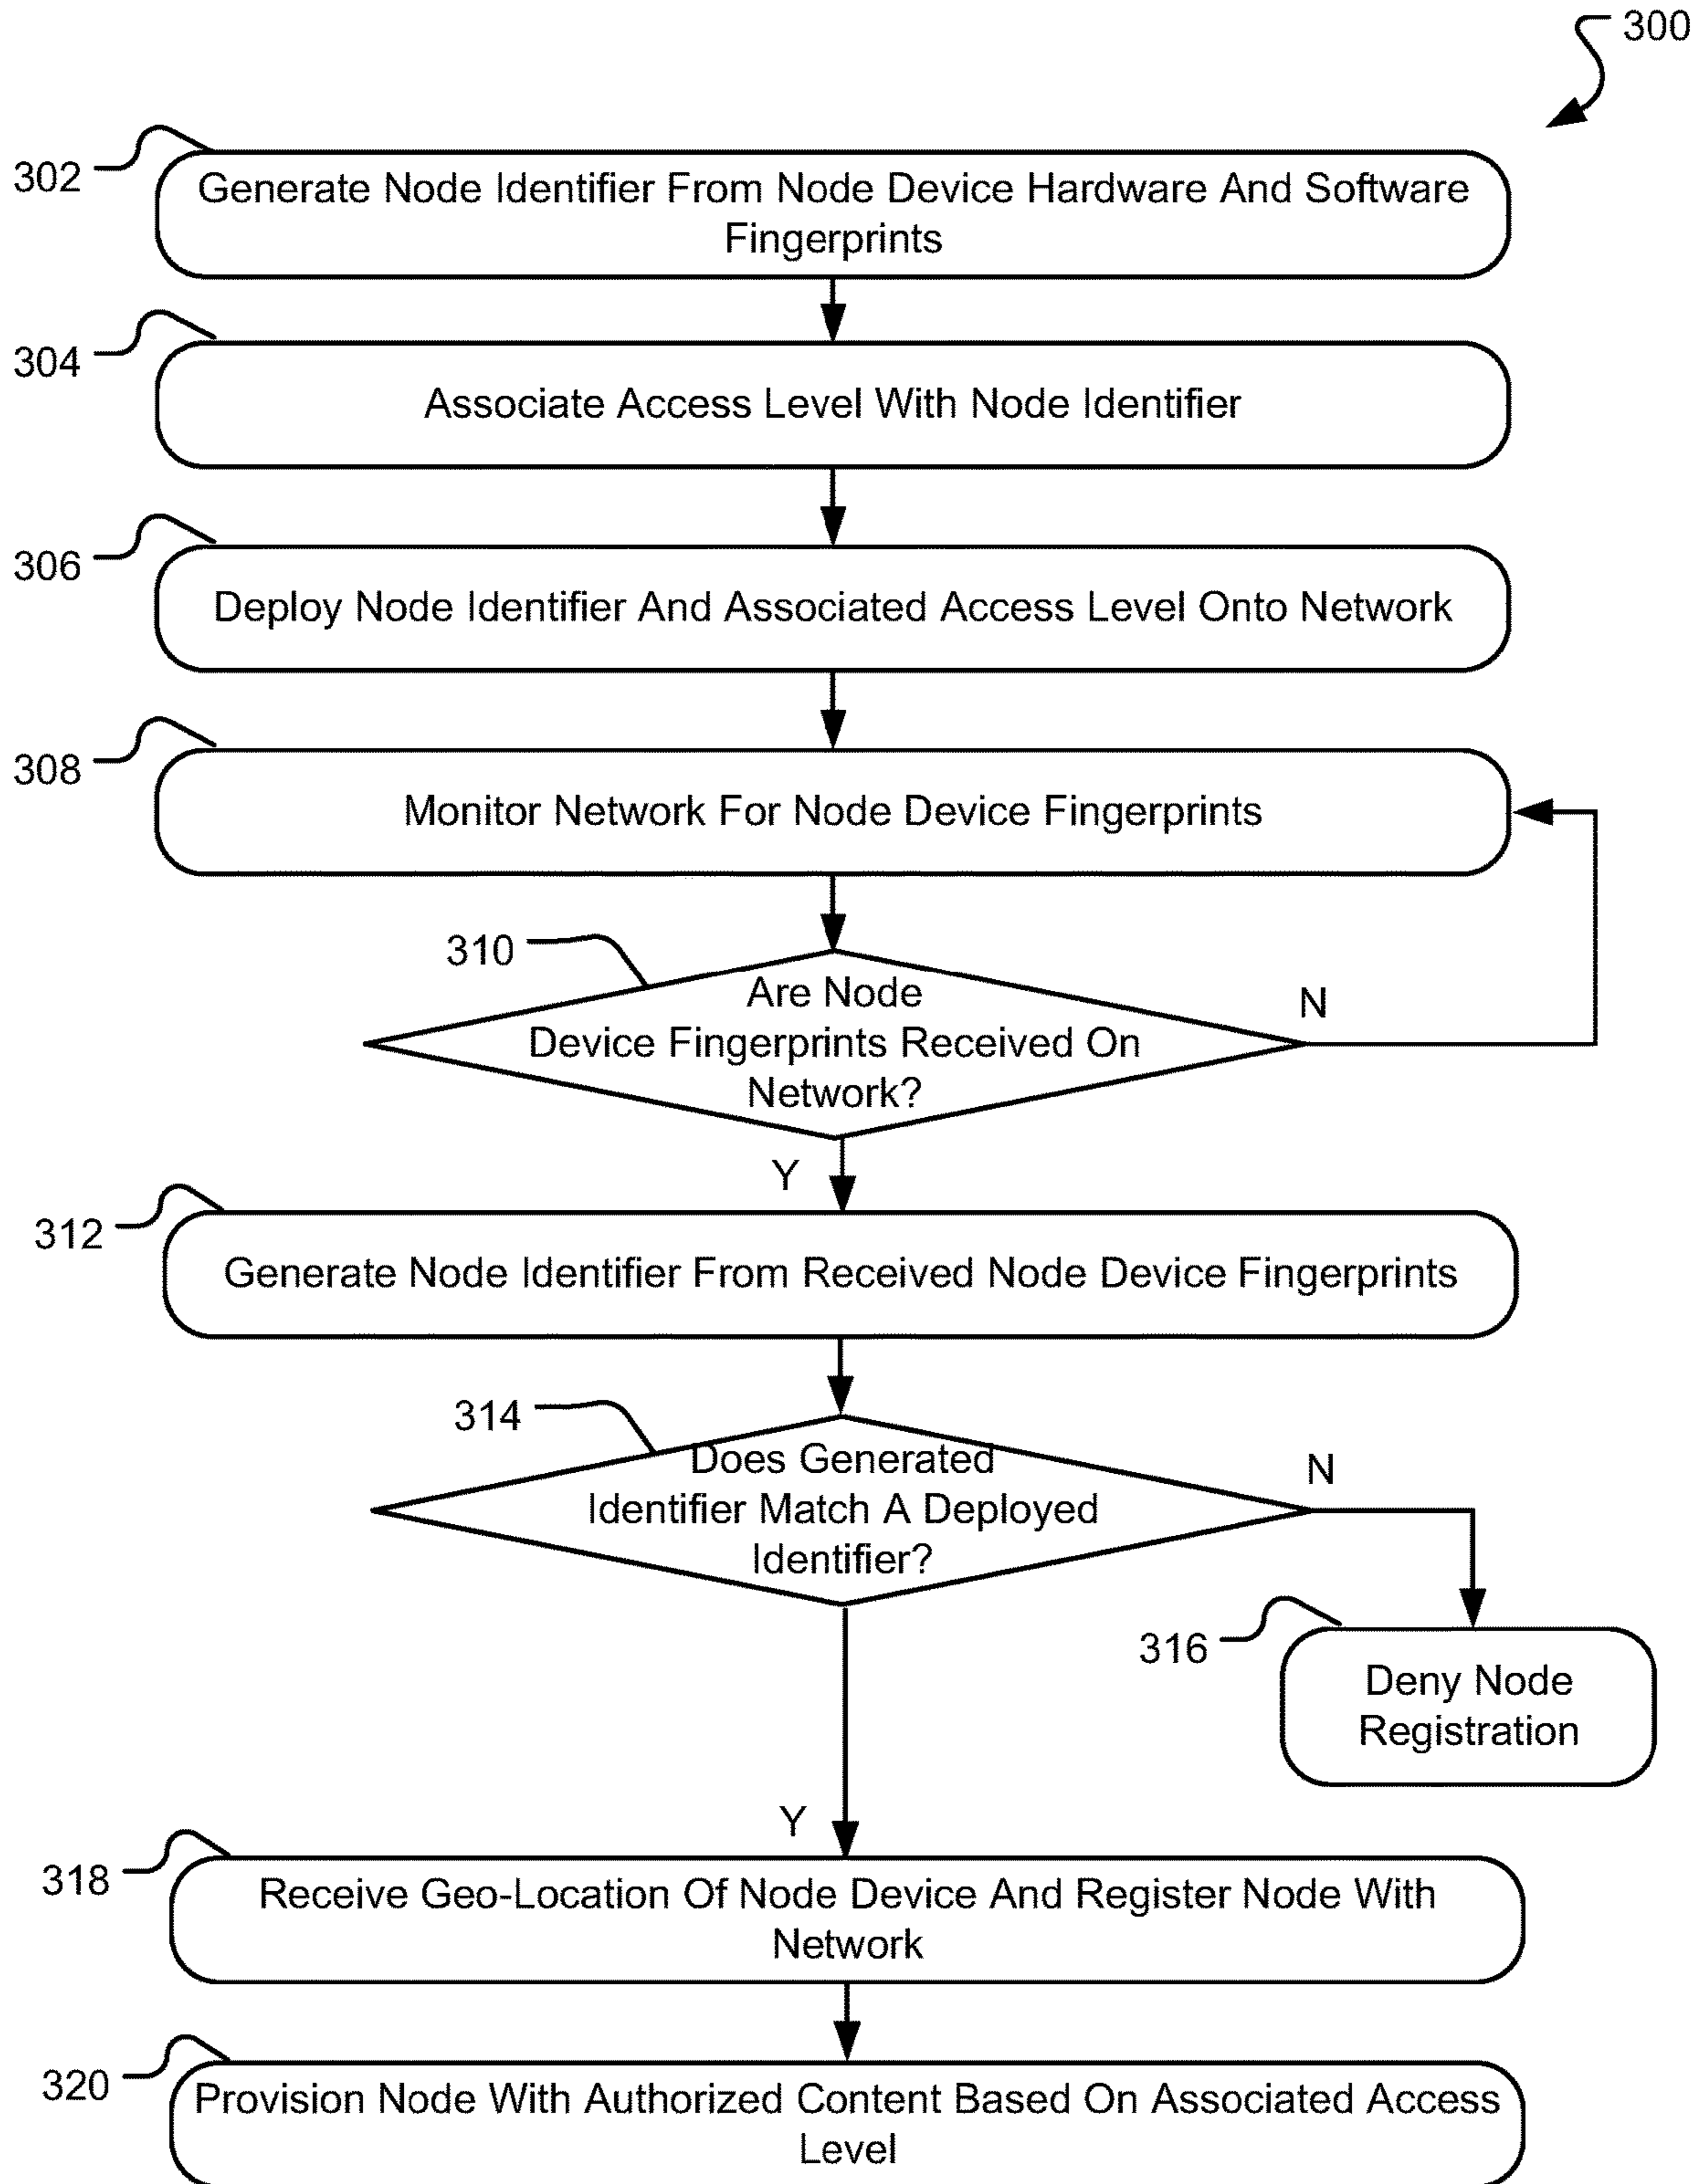 300
302
Generate Node Identifier From Node Device Hardware And Software
Fingerprints
304
Associate Access Level With Node Identifier
306
Deploy Node Identifier And Associated Access Level Onto Network
308
Monitor Network For Node Device Fingerprints
310
Are Node
Device Fingerprints Received On
Network?
N
Y
312
Generate Node Identifier From Received Node Device Fingerprints
314
Does Generated
Identifier Match A Deployed
Identifier?
N
316
Deny Node
Registration
Y
318
Receive Geo-Location Of Node Device And Register Node With
Network
320
Provision Node With Authorized Content Based On Associated Access
Level